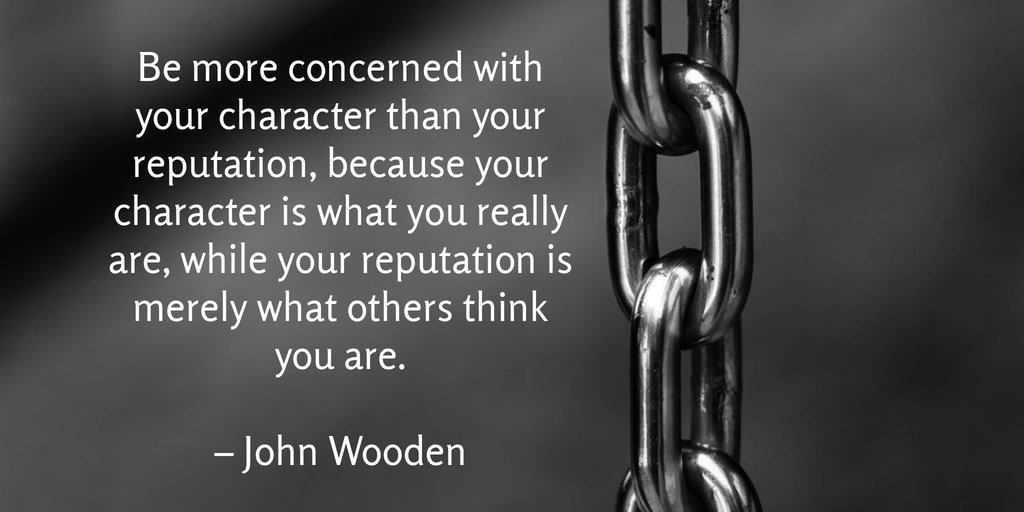 Be more concerned with
your character than your
reputation, because your
character is what you really
are, while your reputation is
merely what others think
you are.
– John Wooden